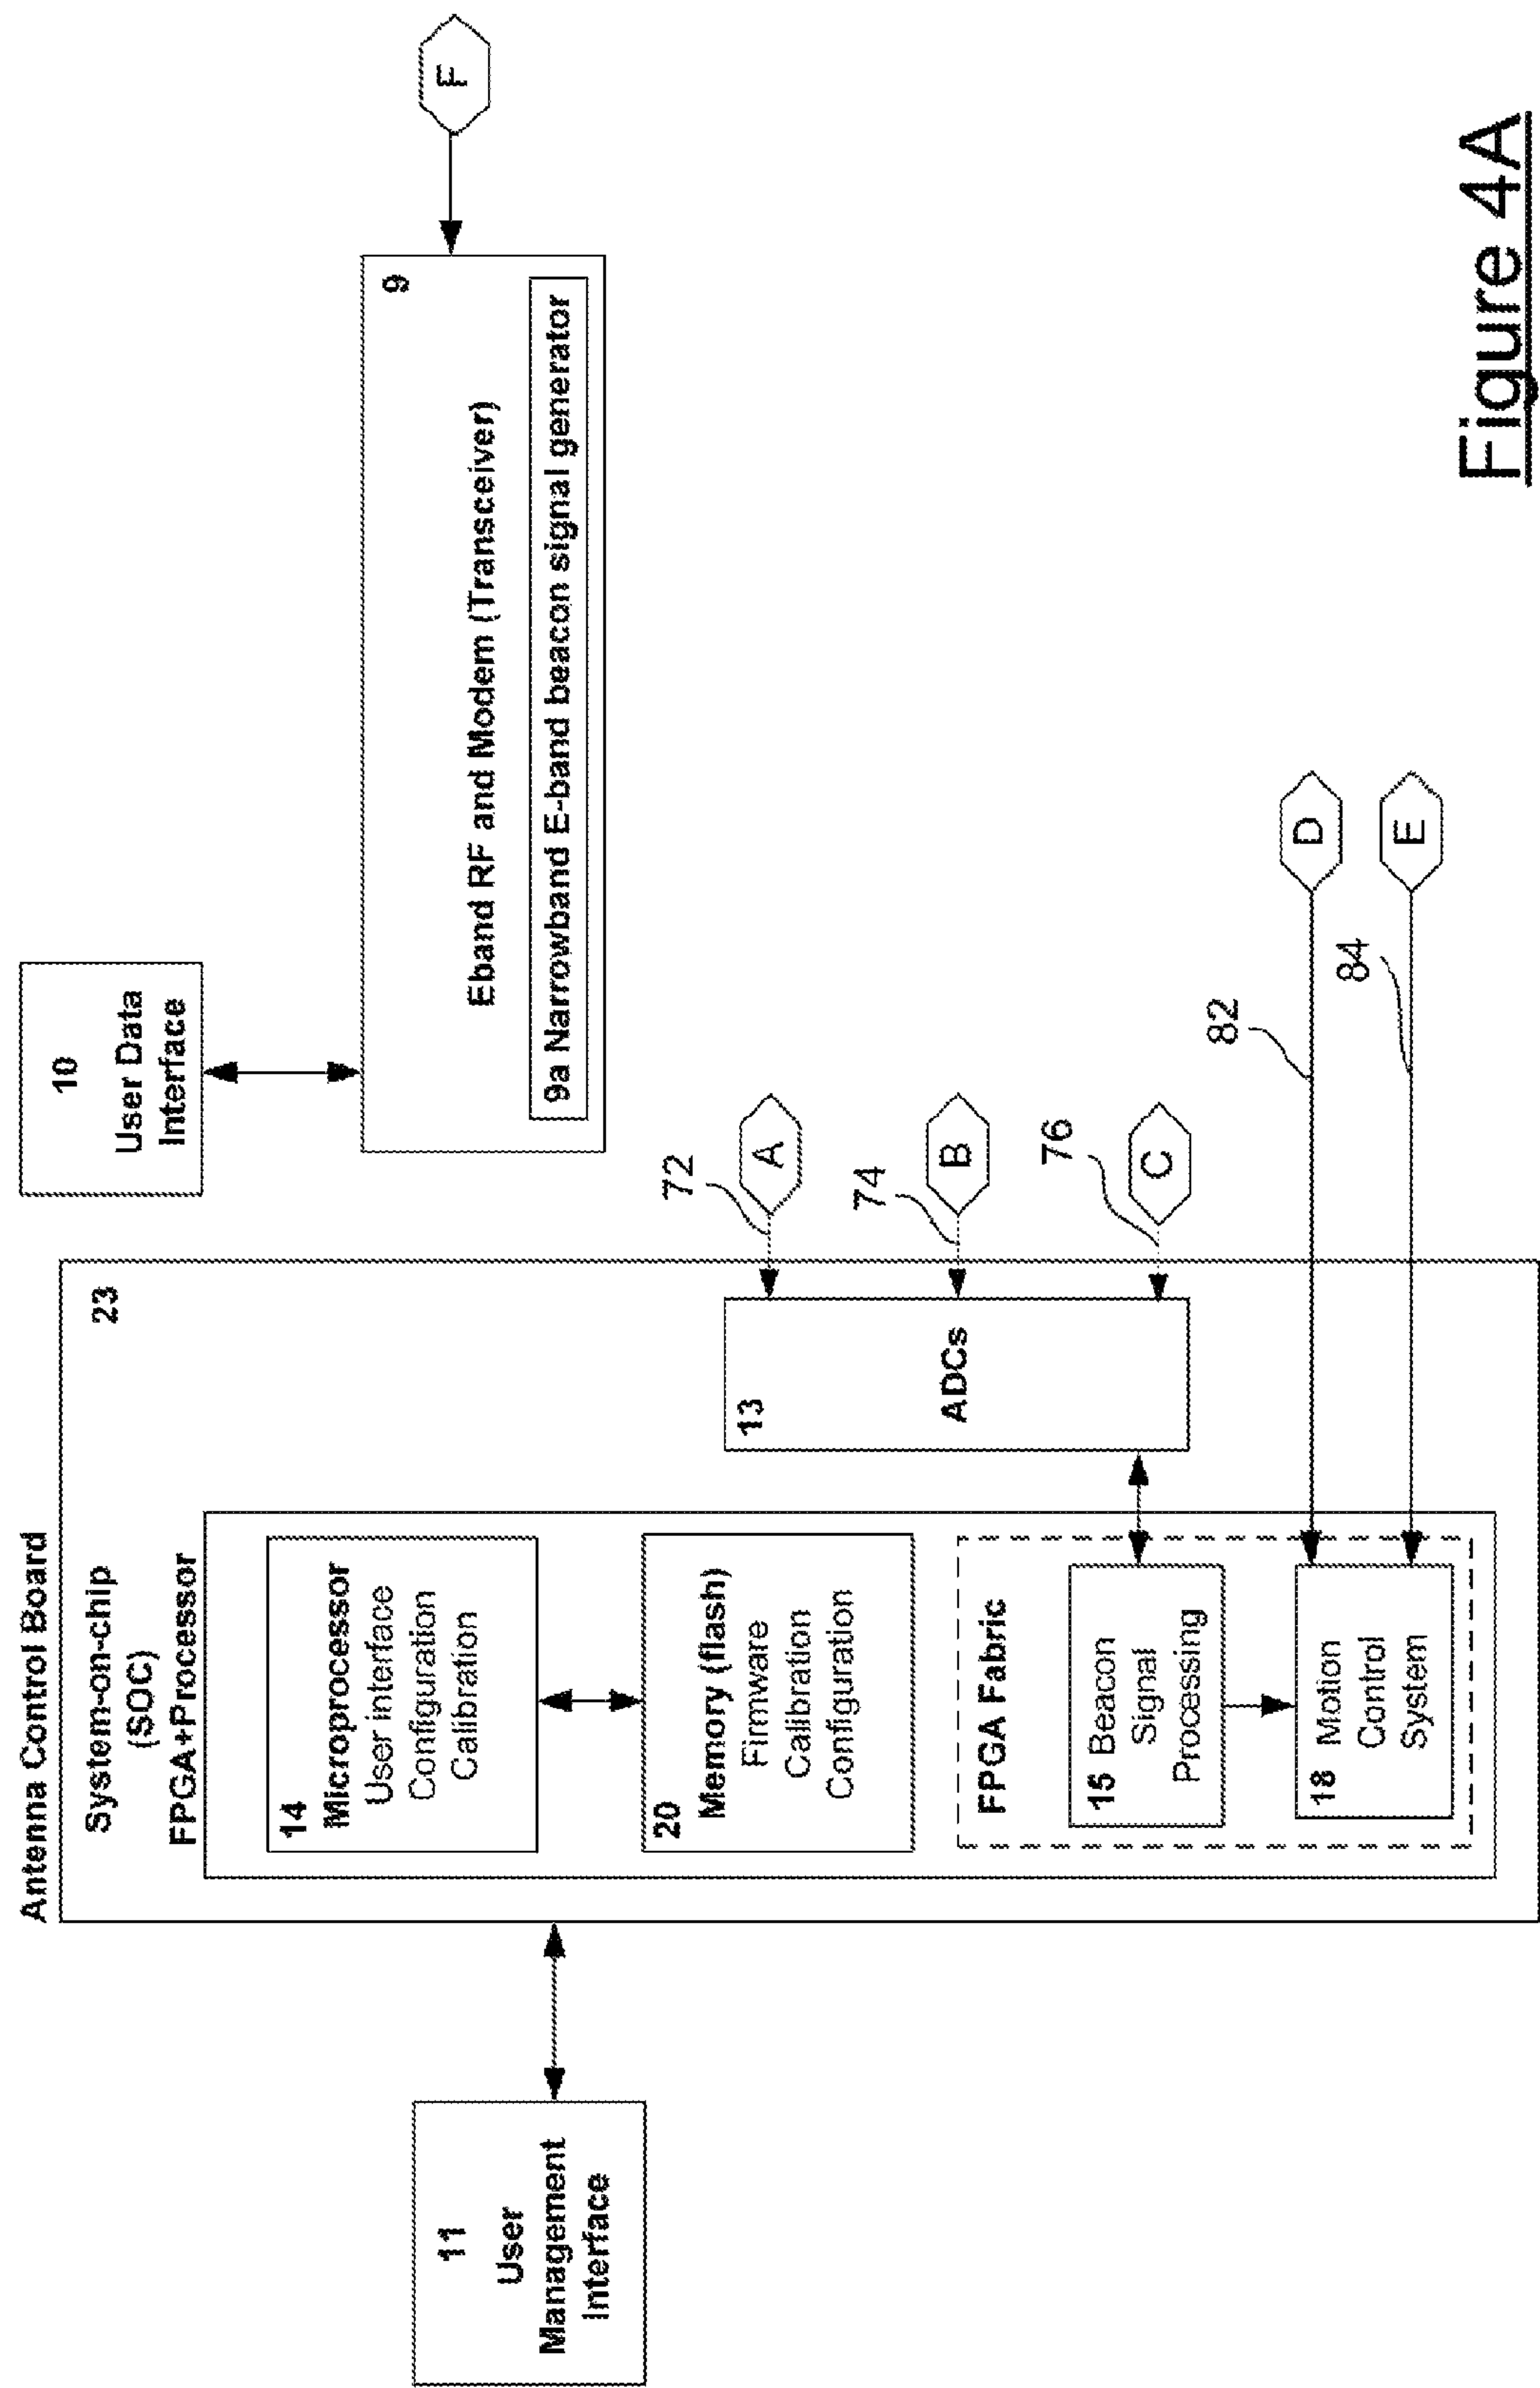 Antenna Control Board
System-on-chip
(SOC)
FPGA+Processor
23
14
Microprocessor
User interface
Configuration
Calibration
20
Memory (flash)
Firmware
Calibration
Configuration
FPGA Fabric
15 Beacon
Signal
Processing
18 Motion
Control
System
13
ADCs
11
User
Management
Interface
10
User Data
Interface
9
Eband RF and Modem (Transceiver)
9a Narrowband E-band beacon signal generator
F
72
A
74
B
76
C
82
D
84
E
Figure 4A